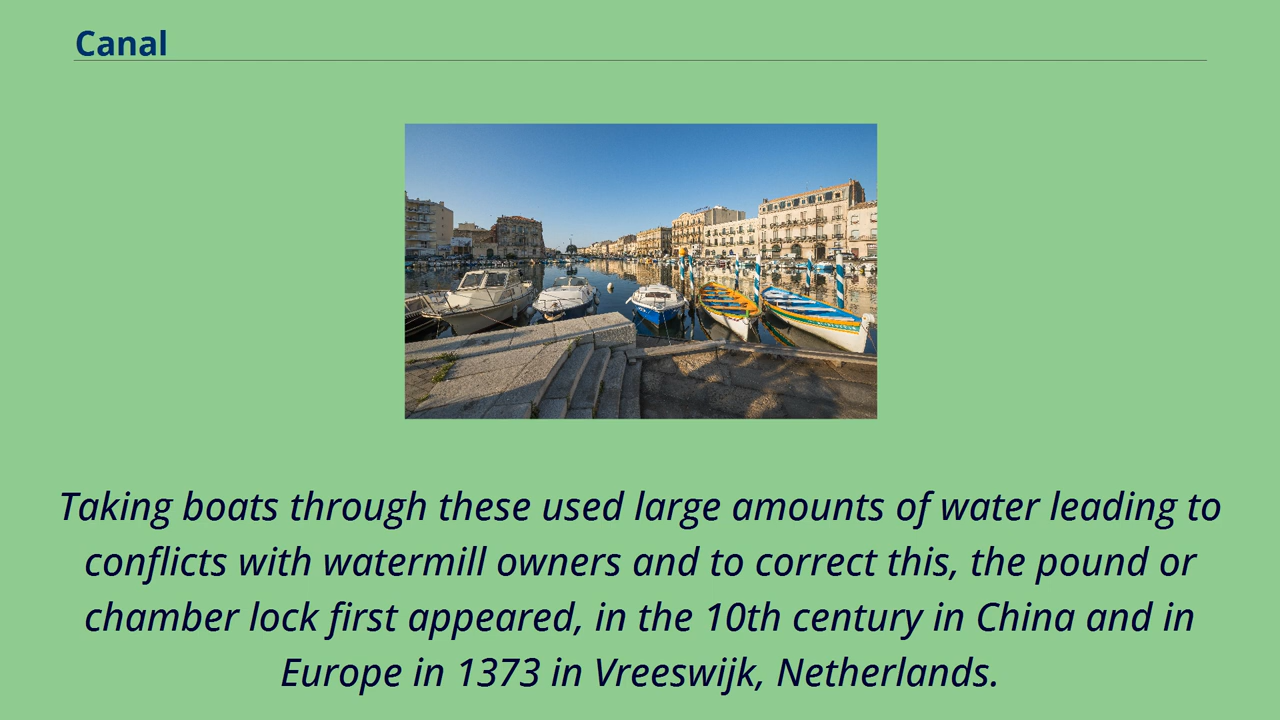 Canal
Taking boats through these used large amounts of water leading to
conflicts with watermill owners and to correct this, the pound or
chamber lock first appeared, in the 10th century in China and in
Europe in 1373 in Vreeswijk, Netherlands.